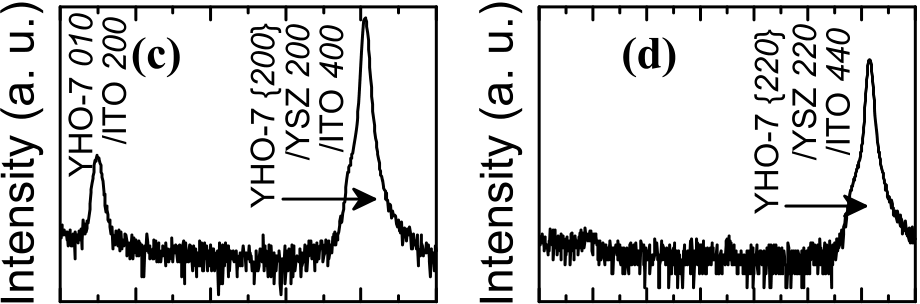 Intensity (a. u.)
YHO-7 010
/ITO 200
(c)
YHO-7 {200}
/YSZ 200
/ITO 400
Intensity (a. u.)
(d)
YHO-7 {220}
/YSZ 220
/ITO 440